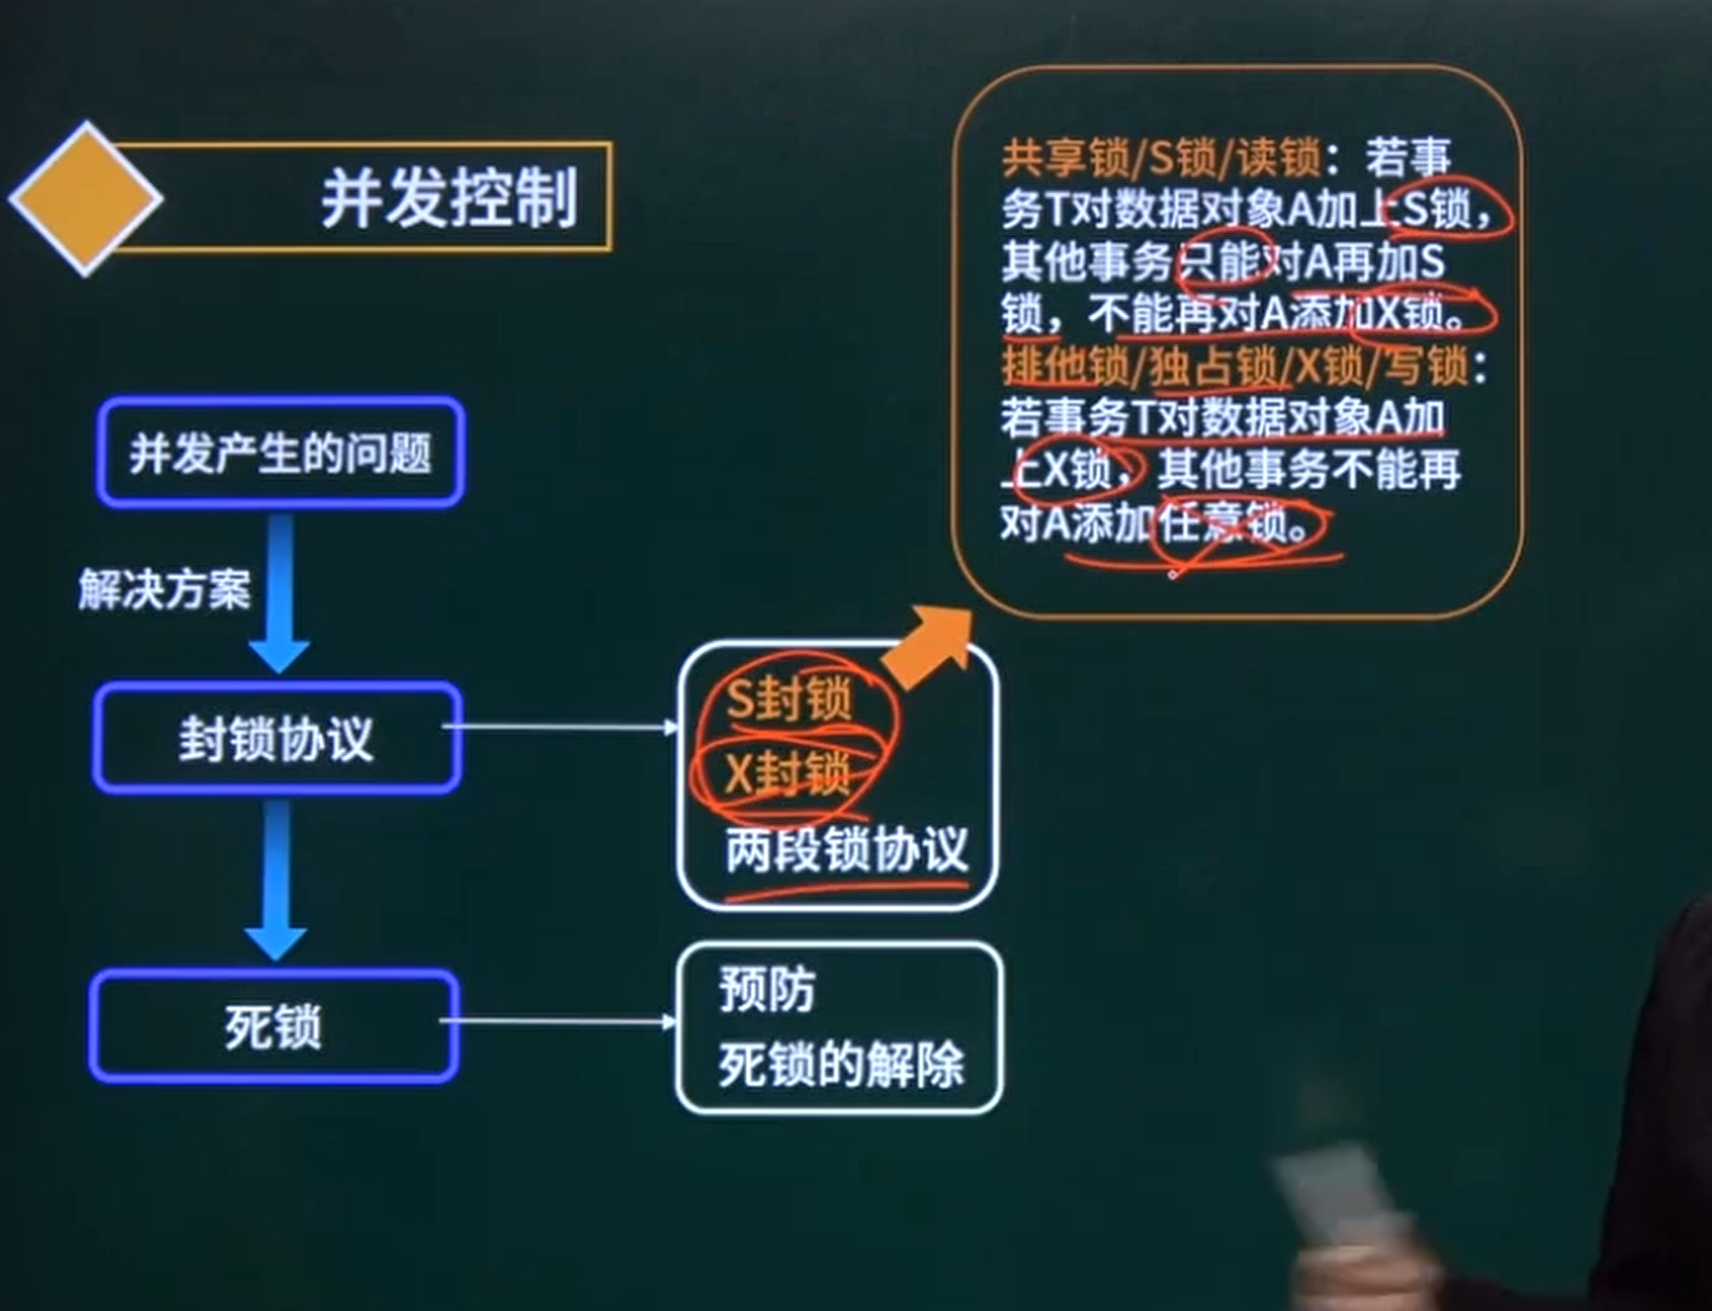 并发控制
共享锁/S锁/读锁：若事
务T对数据对象A加上S锁，
其他事务只能对A再加S
锁，不能再对A添加X锁。
排他锁/独占锁/X锁/写锁：
若事务T对数据对象A加
上X锁，其他事务不能再
对A添加任意锁。
并发产生的问题
解决方案
封锁协议
S封锁
X封锁
两段锁协议
死锁
预防
死锁的解除